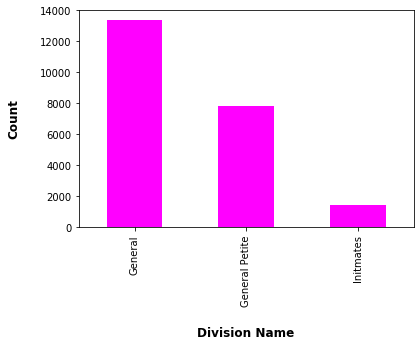 14000
12000
10000
8000
6000
4000
2000
0
Count
General
General Petite
Initmates
Division Name